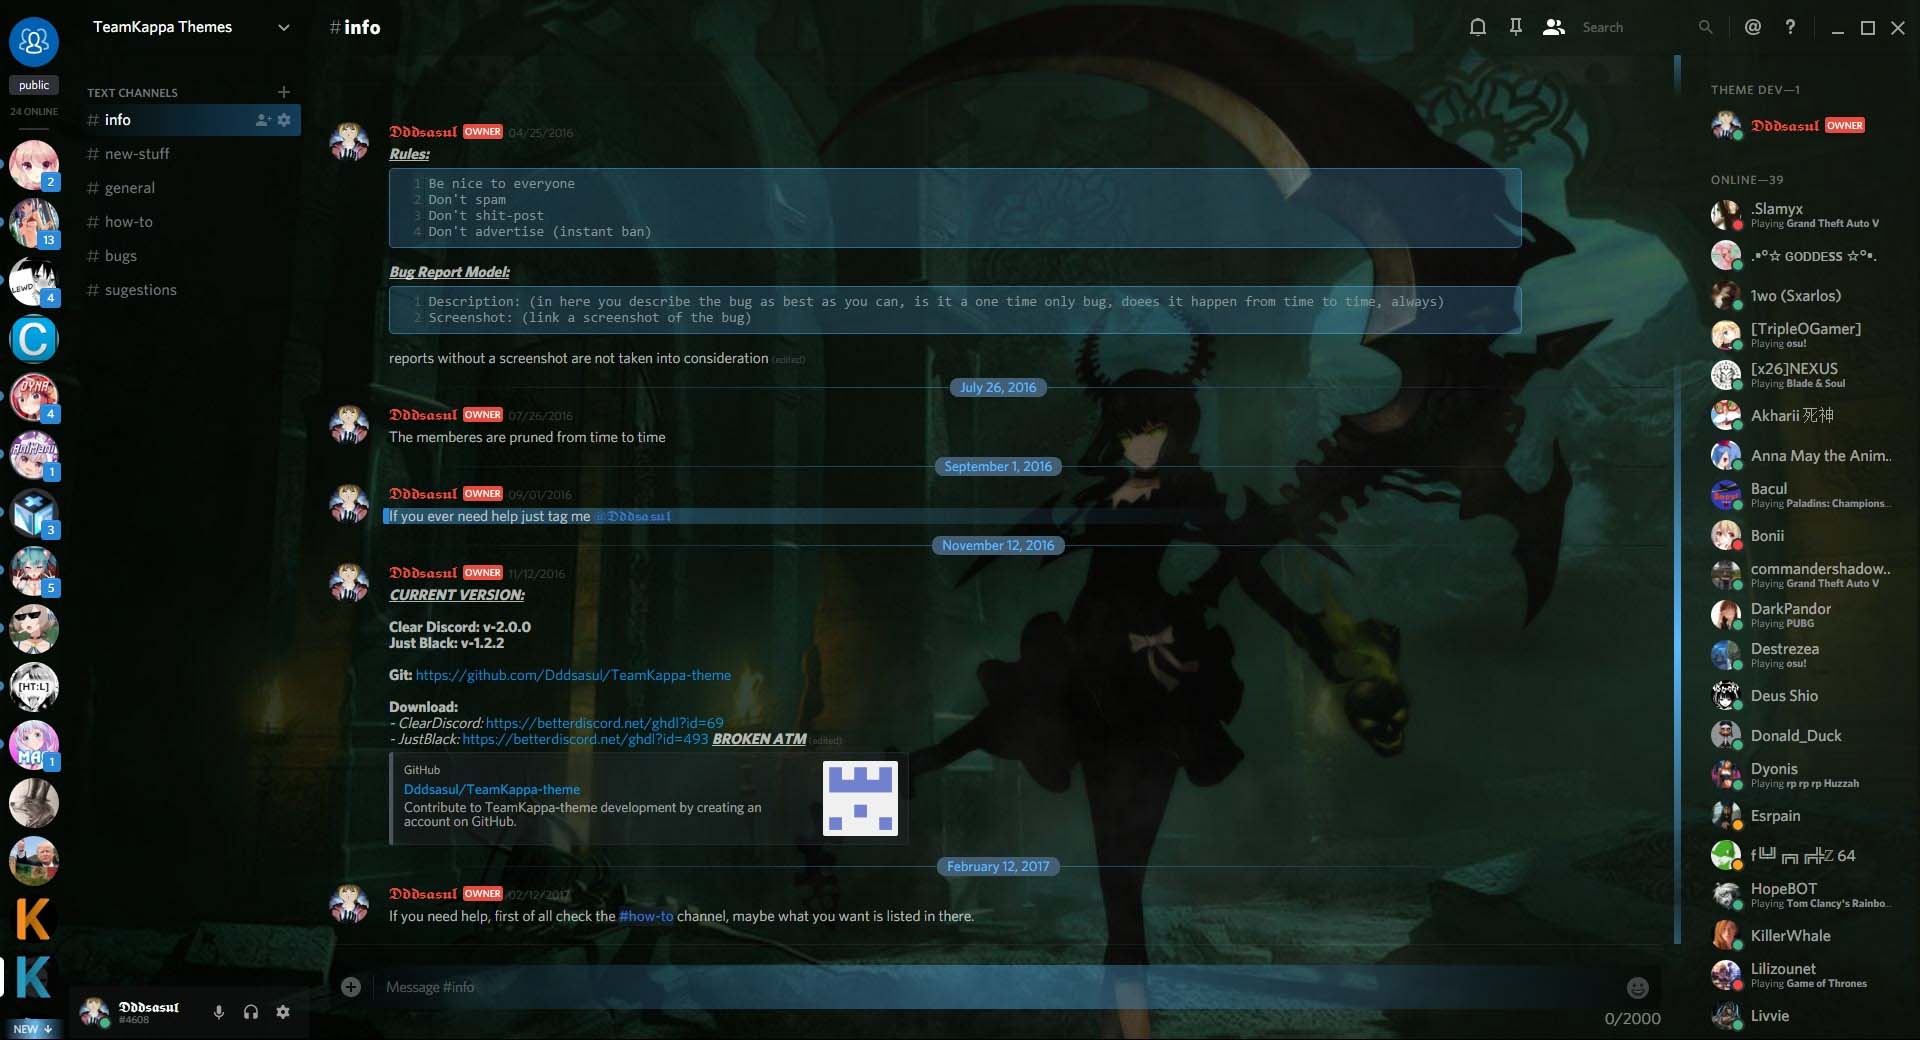 TeamKappa Themes
# info
Search
public
24 ONLINE
2
13
LEWD
4
C
DYNA
4
1
3
5
[HT:L]
MA
1
K
K
NEW
TEXT CHANNELS
# info
# new-stuff
# general
# how-to
# bugs
# sugestions
Dddsasul OWNER 04/25/2016
Rules:
1 Be nice to everyone
2 Don't spam
3 Don't shit-post
4 Don't advertise (instant ban)
Bug Report Model:
1 Description: (in here you describe the bug as best as you can, is it a one time only bug, doees it happen from time to time, always)
2 Screenshot: (link a screenshot of the bug)
reports without a screenshot are not taken into consideration (edited)
July 26, 2016
Dddsasul OWNER 07/26/2016
The memberes are pruned from time to time
September 1, 2016
Dddsasul OWNER 09/01/2016
If you ever need help just tag me @Dddsasul
November 12, 2016
Dddsasul OWNER 11/12/2016
CURRENT VERSION:
Clear Discord: v-2.0.0
Just Black: v-1.2.2
Git: https://github.com/Dddsasul/TeamKappa-theme
Download:
- ClearDiscord: https://betterdiscord.net/ghdl?id=69
- JustBlack: https://betterdiscord.net/ghdl?id=493 BROKEN ATM (edited)
GitHub
Dddsasul/TeamKappa-theme
Contribute to TeamKappa-theme development by creating an
account on GitHub.
February 12, 2017
Dddsasul OWNER 02/12/2017
If you need help, first of all check the #how-to channel, maybe what you want is listed in there.
Message #info
0/2000
Dddsasul
#4608
THEME DEV—1
Dddsasul OWNER
ONLINE—39
.Slamyx
Playing Grand Theft Auto V
.•°☆ GODDESS ☆°•.
1wo (Sxarlos)
[TripleOGamer]
Playing osu!
[x26]NEXUS
Playing Blade & Soul
Akharii 死神
Anna May the Anim..
Bacul
Playing Paladins: Champions...
Bonii
commandershadow..
Playing Grand Theft Auto V
DarkPandor
Playing PUBG
Destrezea
Playing osu!
Deus Shio
Donald_Duck
Dyonis
Playing rp rp rp Huzzah
Esrpain
64
HopeBOT
Playing Tom Clancy's Rainbo...
KillerWhale
Lilizounet
Playing Game of Thrones
Livvie